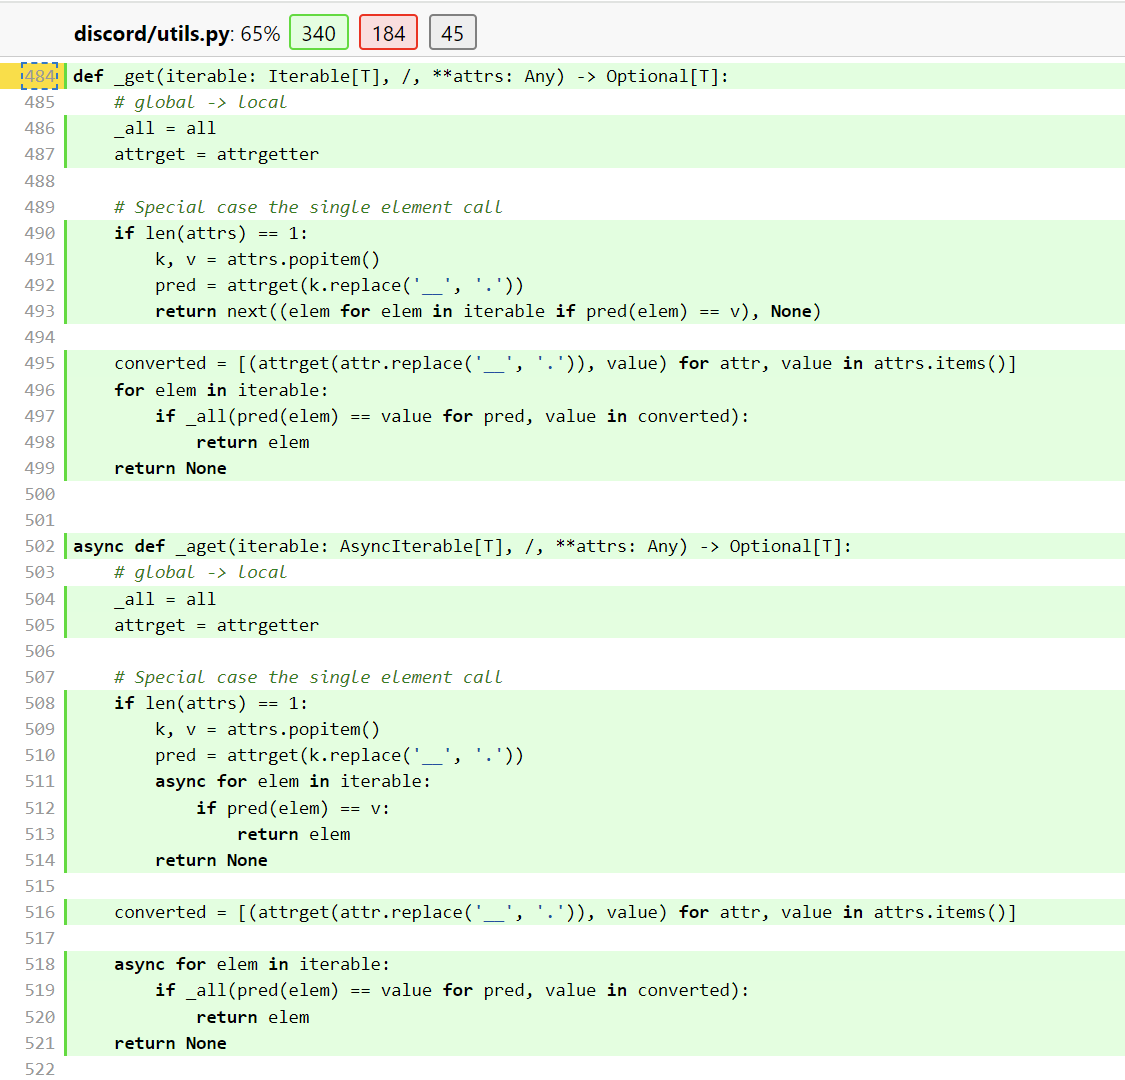 discord/utils.py: 65% 340 184 45
484 def _get(iterable: Iterable[T], /, **attrs: Any) -> Optional[T]:
485     # global -> local
486     _all = all
487     attrget = attrgetter
488
489     # Special case the single element call
490     if len(attrs) == 1:
491         k, v = attrs.popitem()
492         pred = attrget(k.replace('__', '.'))
493         return next((elem for elem in iterable if pred(elem) == v), None)
494
495     converted = [(attrget(attr.replace('__', '.')), value) for attr, value in attrs.items()]
496     for elem in iterable:
497         if _all(pred(elem) == value for pred, value in converted):
498             return elem
499     return None
500
501
502 async def _aget(iterable: AsyncIterable[T], /, **attrs: Any) -> Optional[T]:
503     # global -> local
504     _all = all
505     attrget = attrgetter
506
507     # Special case the single element call
508     if len(attrs) == 1:
509         k, v = attrs.popitem()
510         pred = attrget(k.replace('__', '.'))
511         async for elem in iterable:
512             if pred(elem) == v:
513                 return elem
514         return None
515
516     converted = [(attrget(attr.replace('__', '.')), value) for attr, value in attrs.items()]
517
518     async for elem in iterable:
519         if _all(pred(elem) == value for pred, value in converted):
520             return elem
521     return None
522